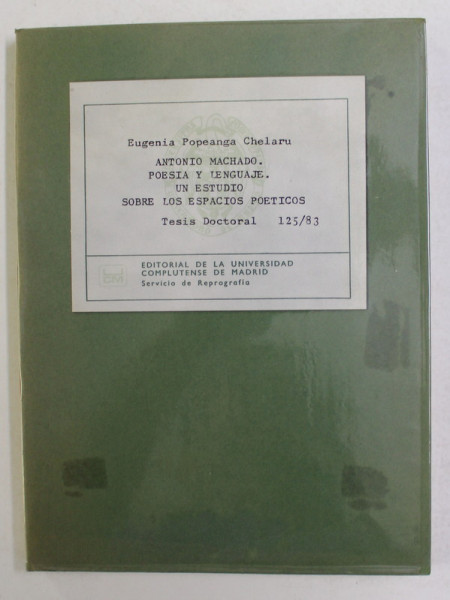 Eugenia Popeanga Chelaru
ANTONIO MACHADO.
POESIA Y LENGUAJE.
UN ESTUDIO
SOBRE LOS ESPACIOS POETICOS
Tesis Doctoral 125/83
EDITORIAL DE LA UNIVERSIDAD
COMPLUTENSE DE MADRID
Servicio de Reprografía